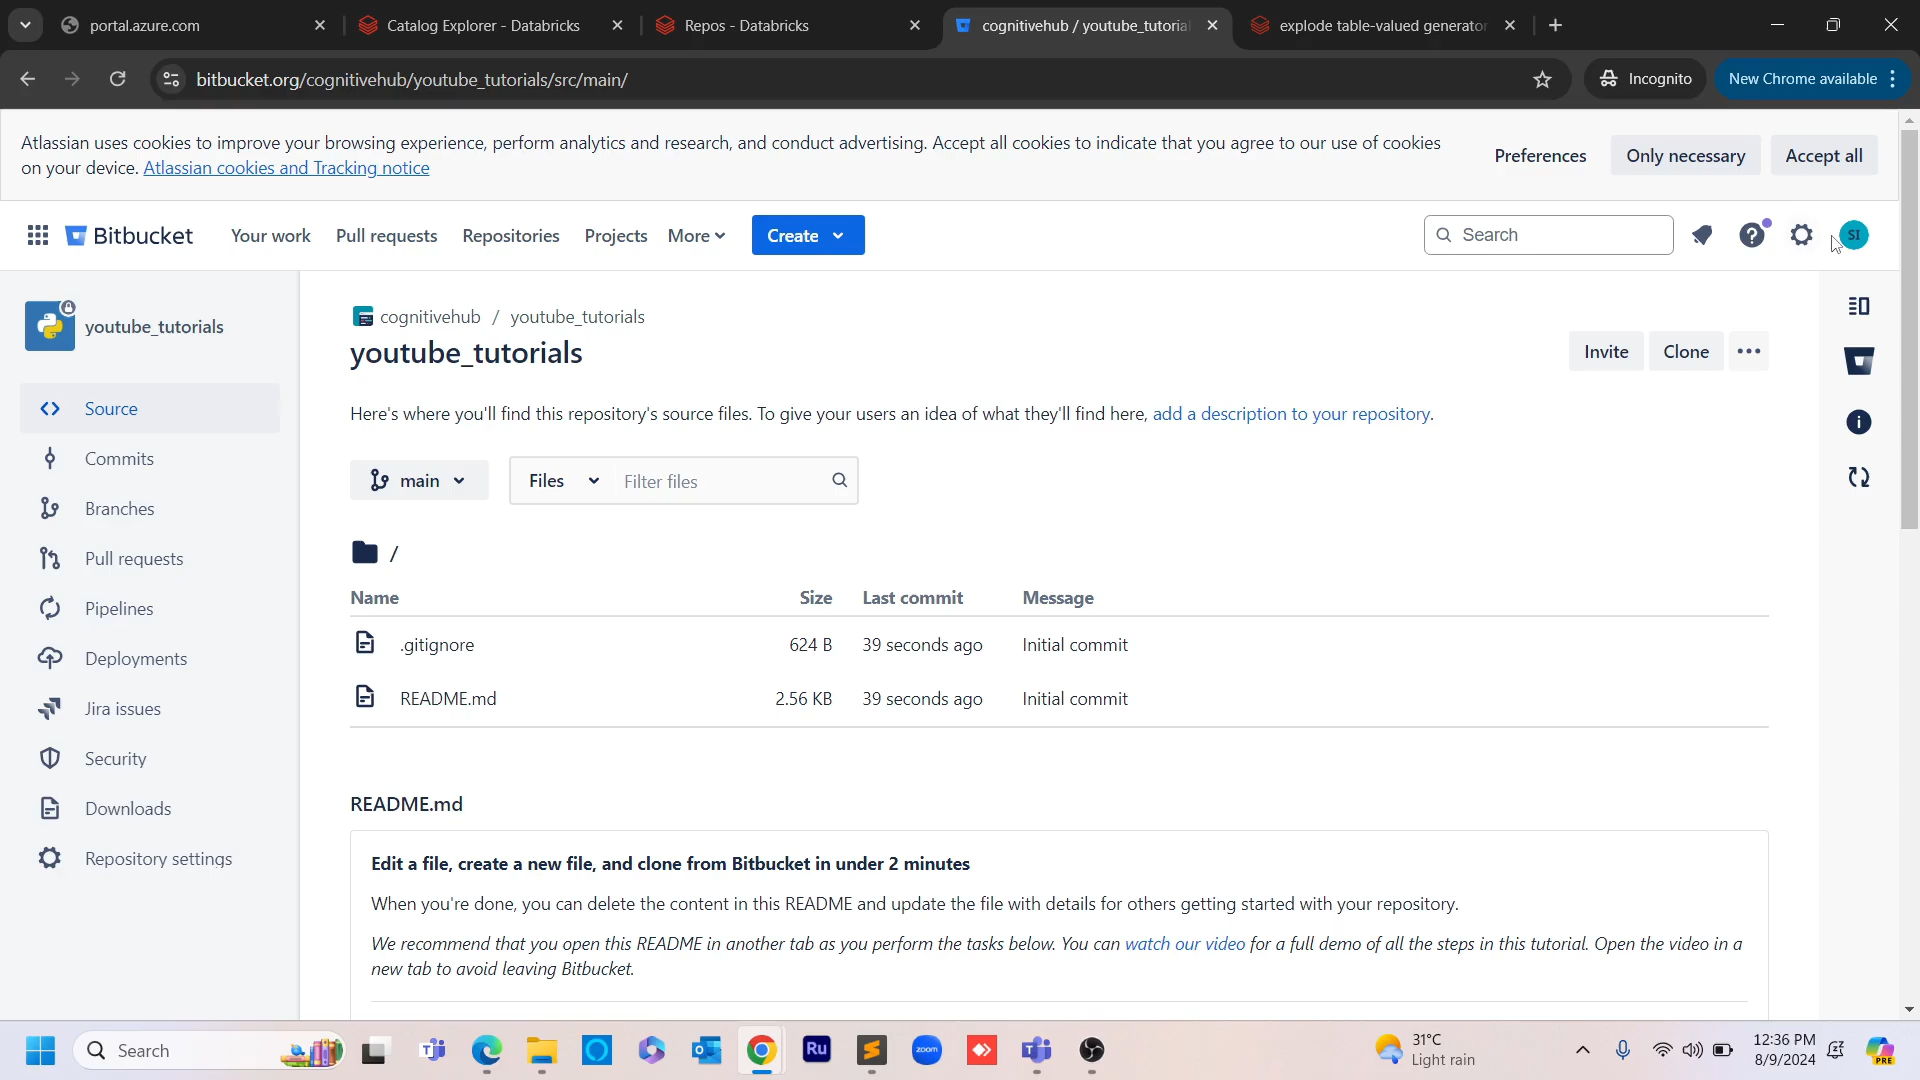 portal.azure.com
Catalog Explorer - Databricks
Repos - Databricks
cognitivehub / youtube_tutorial
explode table-valued generator
bitbucket.org/cognitivehub/youtube_tutorials/src/main/
Incognito
New Chrome available
Atlassian uses cookies to improve your browsing experience, perform analytics and research, and conduct advertising. Accept all cookies to indicate that you agree to our use of cookies
on your device. Atlassian cookies and Tracking notice
Preferences
Only necessary
Accept all
Bitbucket
Your work
Pull requests
Repositories
Projects
More
Create
Search
SI
youtube_tutorials
Source
Commits
Branches
Pull requests
Pipelines
Deployments
Jira issues
Security
Downloads
Repository settings
cognitivehub / youtube_tutorials
youtube_tutorials
Invite
Clone
Here's where you'll find this repository's source files. To give your users an idea of what they'll find here, add a description to your repository.
main
Files
Filter files
/
Name Size Last commit Message
.gitignore 624 B 39 seconds ago Initial commit
README.md 2.56 KB 39 seconds ago Initial commit
README.md
Edit a file, create a new file, and clone from Bitbucket in under 2 minutes
When you're done, you can delete the content in this README and update the file with details for others getting started with your repository.
We recommend that you open this README in another tab as you perform the tasks below. You can watch our video for a full demo of all the steps in this tutorial. Open the video in a
new tab to avoid leaving Bitbucket.
Search
Ru
zoom
31°C
Light rain
12:36 PM
8/9/2024
PRE